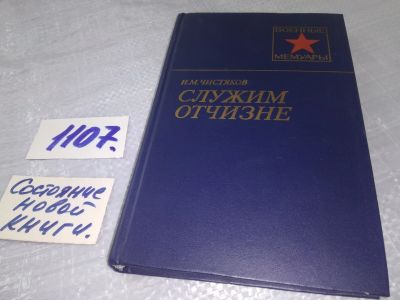 ВОЕННЫЕ
МЕМУАРЫ
И.М.ЧИСТЯКОВ
СЛУЖИМ
ОТЧИЗНЕ
1107.
Состояние
новой
книги.